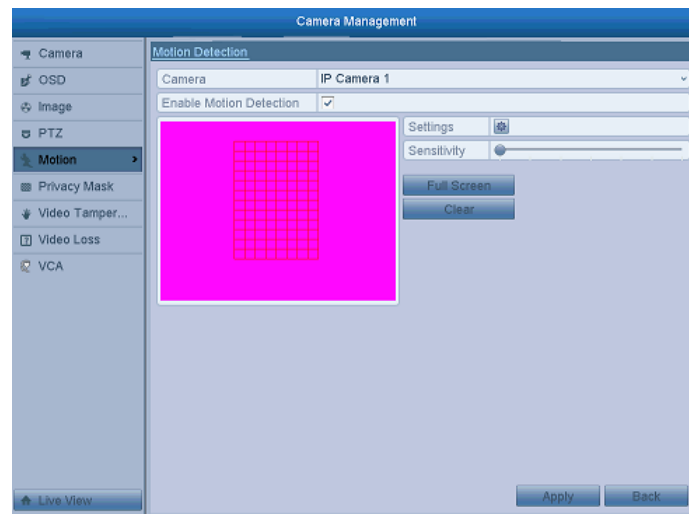 Camera Management
Camera
OSD
Image
PTZ
Motion
Privacy Mask
Video Tamper...
Video Loss
VCA
Live View
Motion Detection
Camera IP Camera 1
Enable Motion Detection
Settings
Sensitivity
Full Screen
Clear
Apply Back